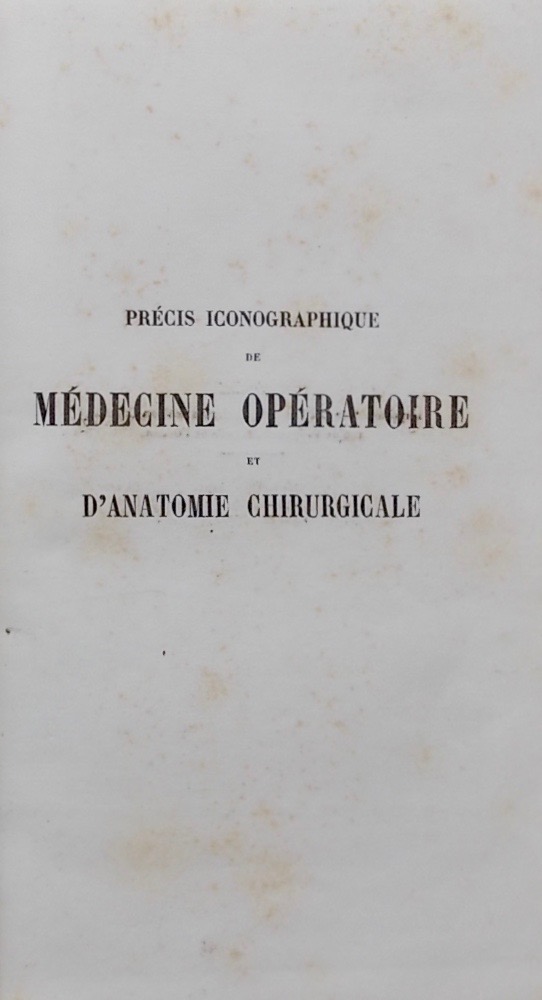 PRÉCIS ICONOGRAPHIQUE
DE
MÉDECINE OPÉRATOIRE
ET
D'ANATOMIE CHIRURGICALE